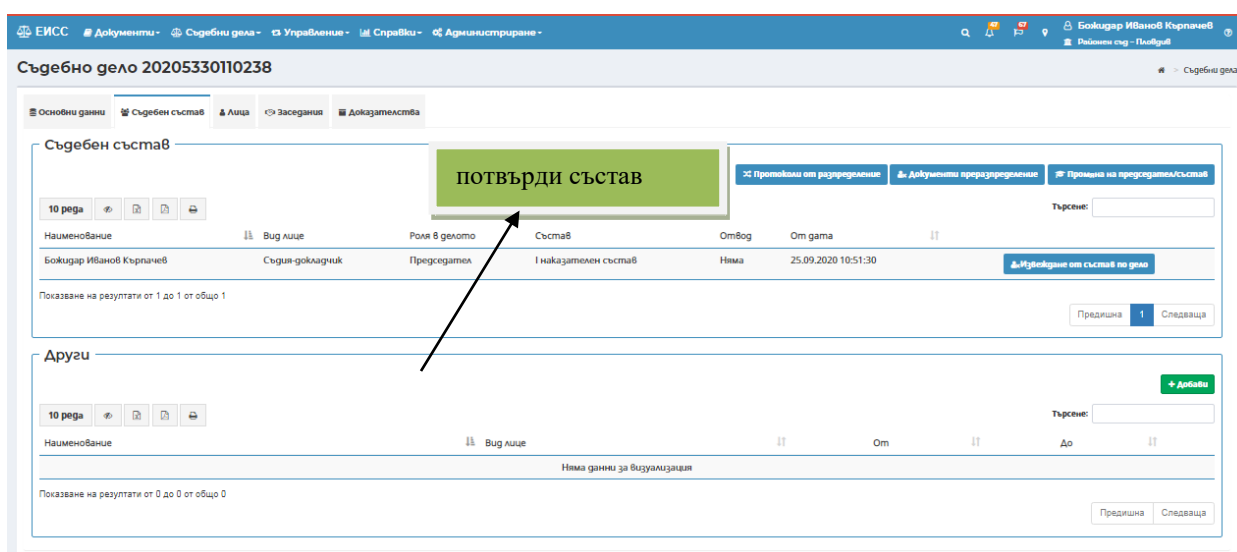 ЕИСС Документи Съдебни дела Управление Справки Администриране 67 67 Божидар Иванов Кърпачев
Районен съд - Пловдив
Съдебно дело 20205330110238 > Съдебни дела
Основни данни Съдебен състав Лица Заседания Доказателства
Съдебен състав
потвърди състав
Протоколи от разпределение Документи преразпределение Промяна на председател/състав
10 реда Търсене:
Наименование Вид лице Роля в делото Състав Отвод От дата
Божидар Иванов Кърпачев Съдия-докладчик Председател I наказателен състав Няма 25.09.2020 10:51:30 Извеждане от състав по дело
Показване на резултати от 1 до 1 от общо 1
Предишна 1 Следваща
Други
+ Добави
10 реда Търсене:
Наименование Вид лице От До
Няма данни за визуализация
Показване на резултати от 0 до 0 от общо 0
Предишна Следваща